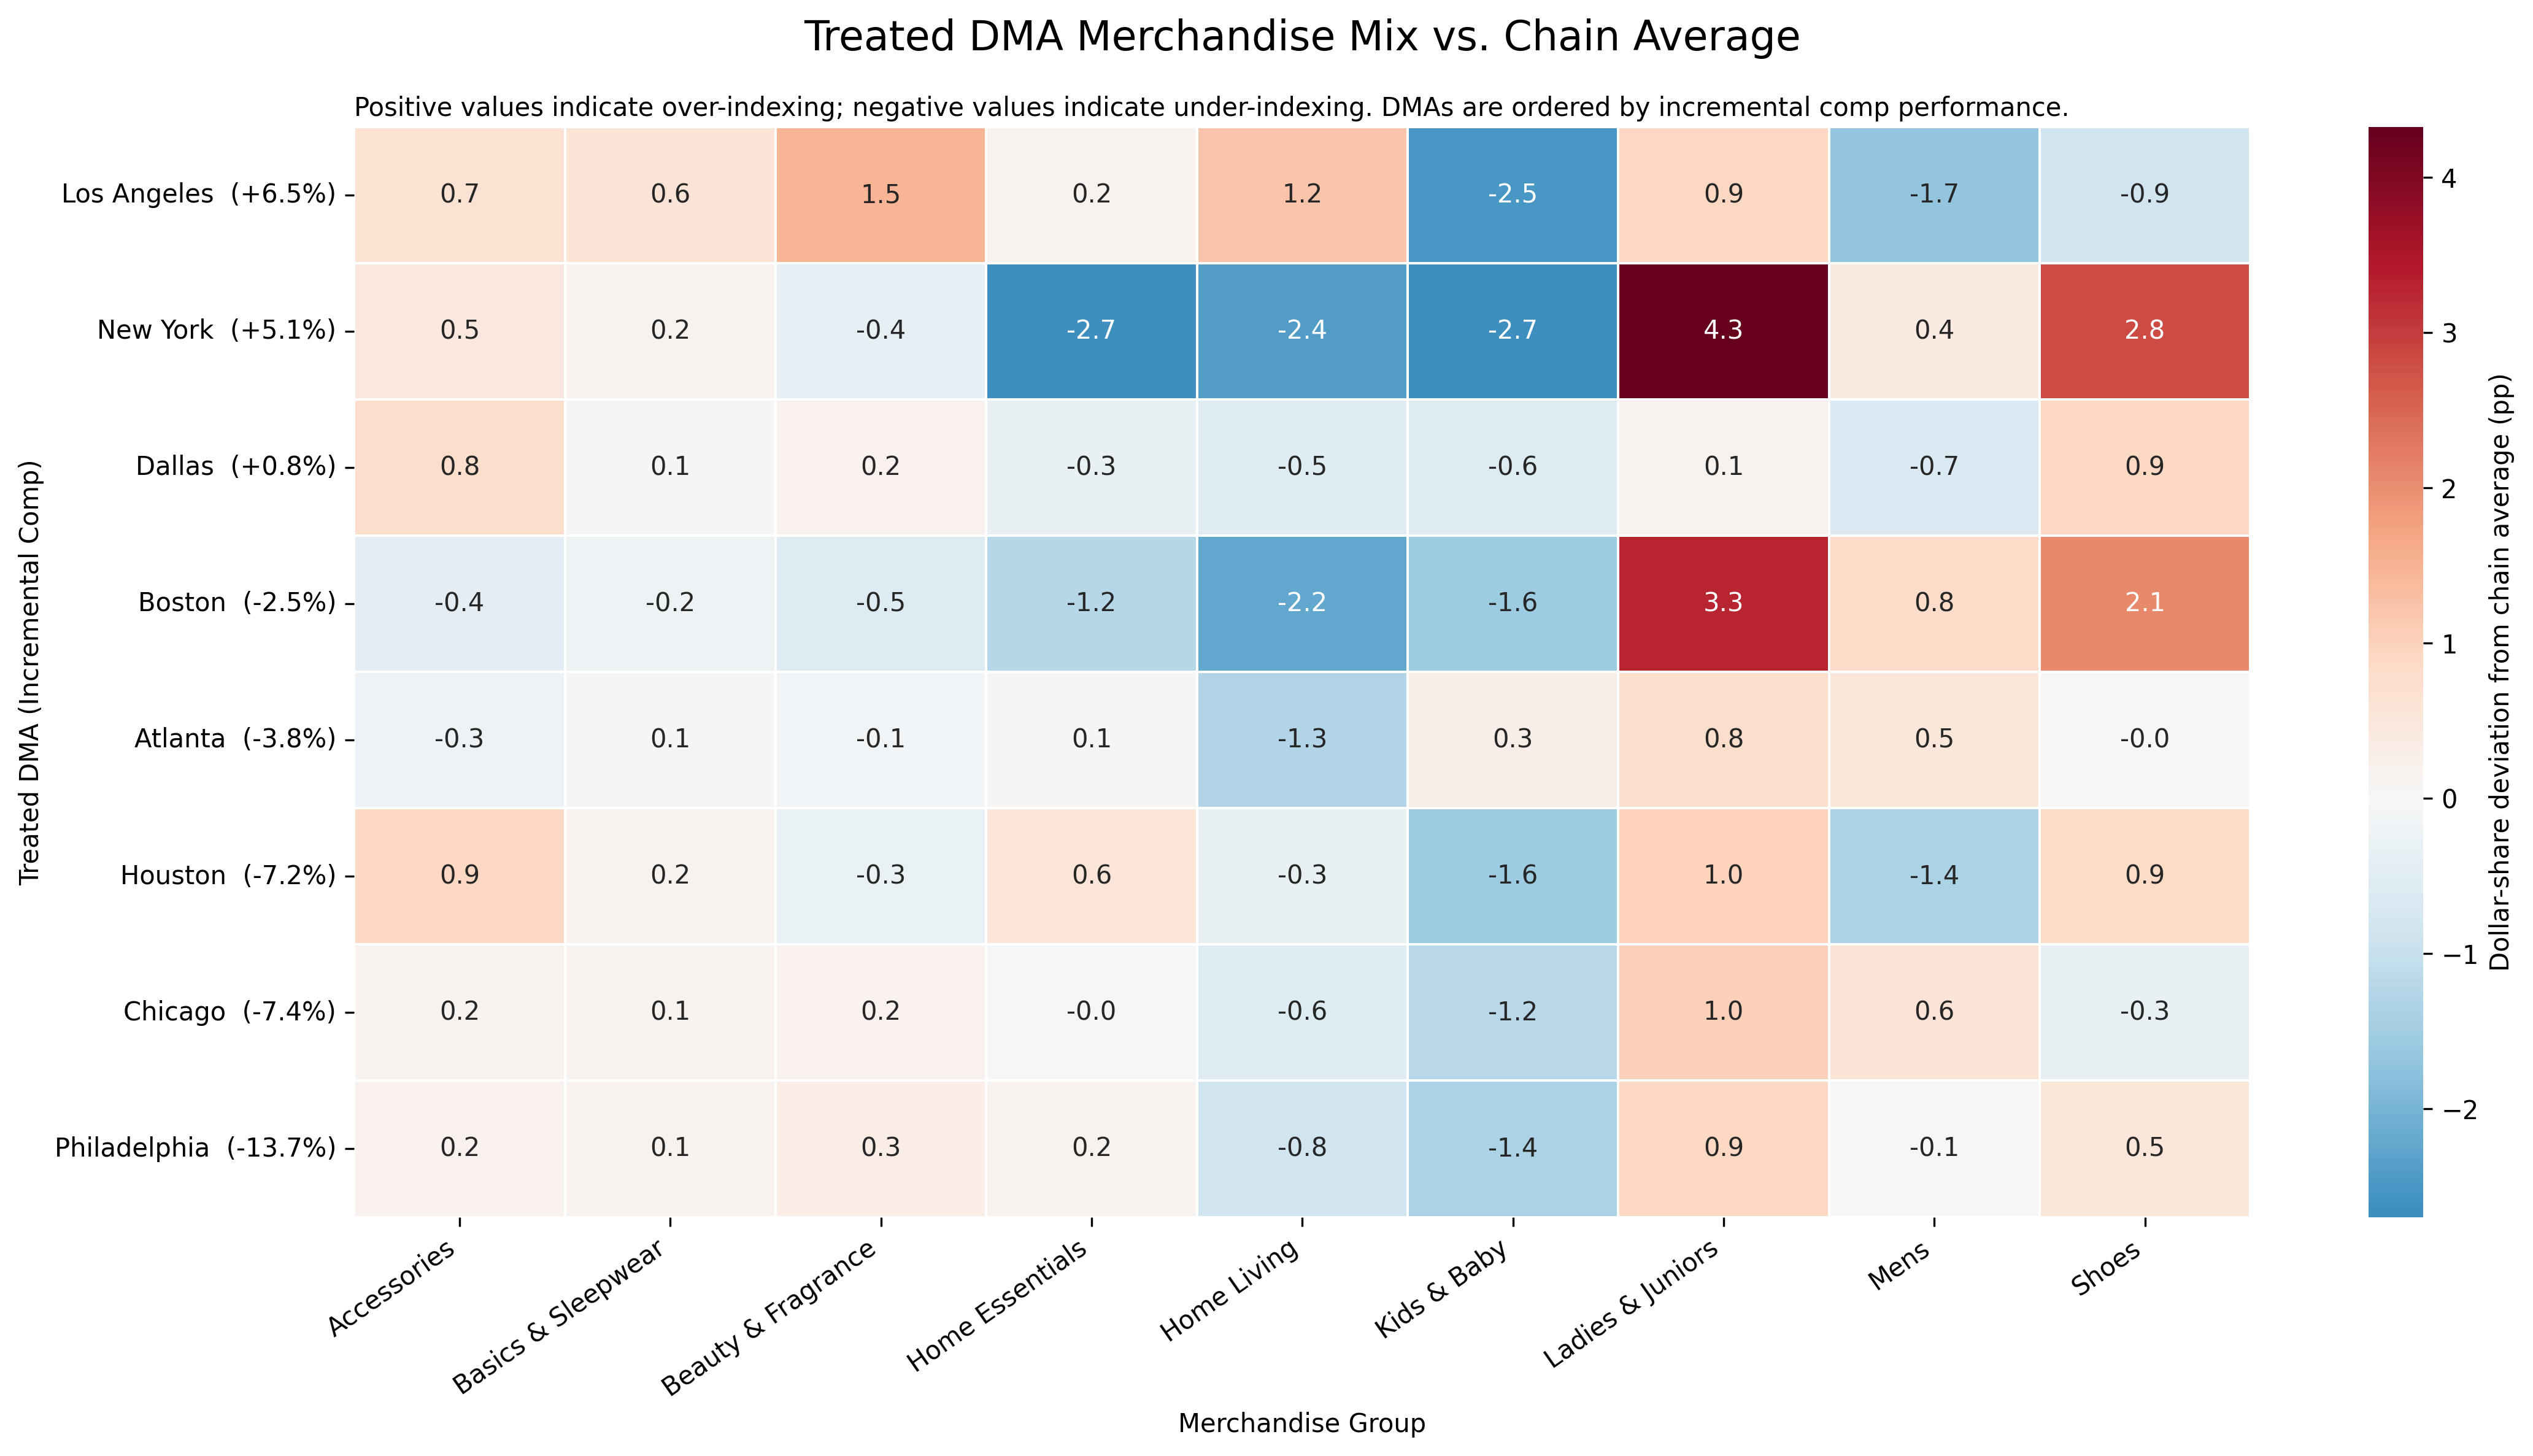 Treated DMA Merchandise Mix vs. Chain Average
Positive values indicate over-indexing; negative values indicate under-indexing. DMAs are ordered by incremental comp performance.
Treated DMA (Incremental Comp)
Los Angeles (+6.5%) 0.7 0.6 1.5 0.2 1.2 -2.5 0.9 -1.7 -0.9
New York (+5.1%) 0.5 0.2 -0.4 -2.7 -2.4 -2.7 4.3 0.4 2.8
Dallas (+0.8%) 0.8 0.1 0.2 -0.3 -0.5 -0.6 0.1 -0.7 0.9
Boston (-2.5%) -0.4 -0.2 -0.5 -1.2 -2.2 -1.6 3.3 0.8 2.1
Atlanta (-3.8%) -0.3 0.1 -0.1 0.1 -1.3 0.3 0.8 0.5 -0.0
Houston (-7.2%) 0.9 0.2 -0.3 0.6 -0.3 -1.6 1.0 -1.4 0.9
Chicago (-7.4%) 0.2 0.1 0.2 -0.0 -0.6 -1.2 1.0 0.6 -0.3
Philadelphia (-13.7%) 0.2 0.1 0.3 0.2 -0.8 -1.4 0.9 -0.1 0.5
Accessories
Basics & Sleepwear
Beauty & Fragrance
Home Essentials
Home Living
Kids & Baby
Ladies & Juniors
Mens
Shoes
Merchandise Group
4
3
2
1
0
−1
−2
Dollar-share deviation from chain average (pp)